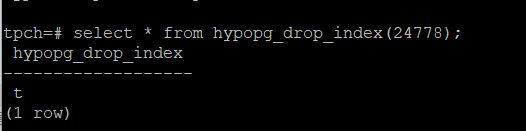 tpch=# select * from hypopg_drop_index(24778);
 hypopg_drop_index
-------------------
 t
(1 row)